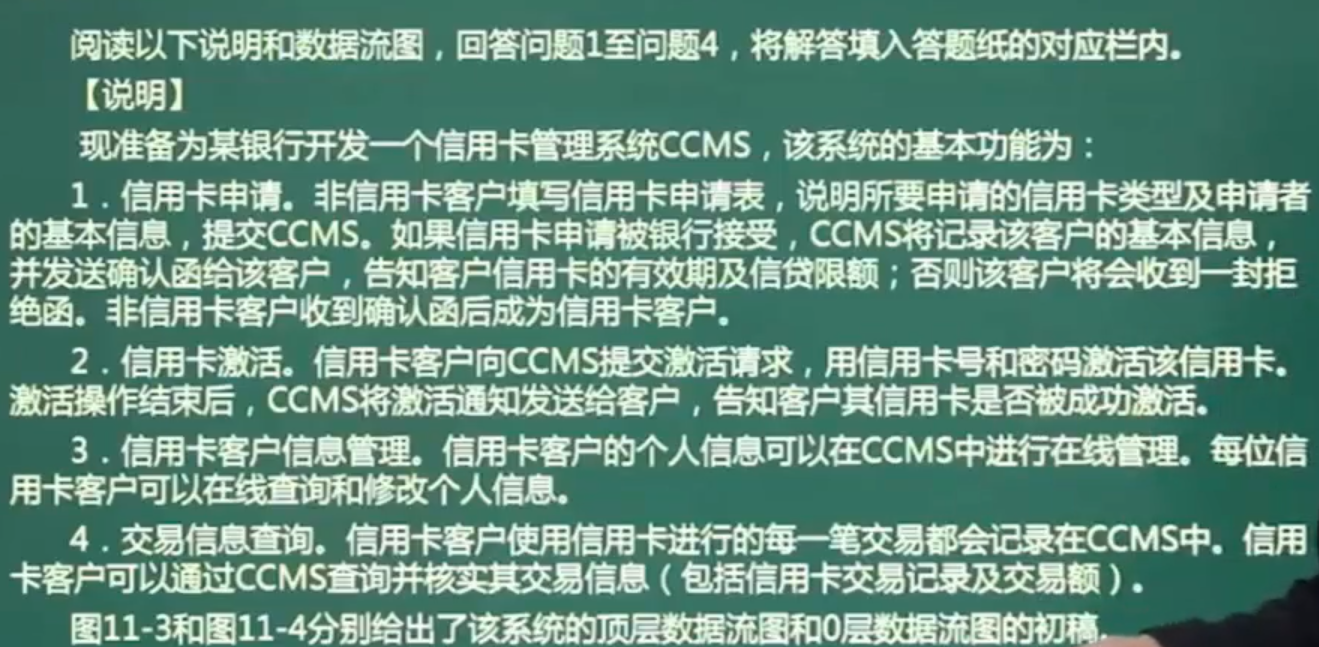 阅读以下说明和数据流图，回答问题1至问题4，将解答填入答题纸的对应栏内。
【说明】
现准备为某银行开发一个信用卡管理系统CCMS，该系统的基本功能为：
1．信用卡申请。非信用卡客户填写信用卡申请表，说明所要申请的信用卡类型及申请者
的基本信息，提交CCMS。如果信用卡申请被银行接受，CCMS将记录该客户的基本信息，
并发送确认函给该客户，告知客户信用卡的有效期及信贷限额；否则该客户将会收到一封拒
绝函。非信用卡客户收到确认函后成为信用卡客户。
2．信用卡激活。信用卡客户向CCMS提交激活请求，用信用卡号和密码激活该信用卡。
激活操作结束后，CCMS将激活通知发送给客户，告知客户其信用卡是否被成功激活。
3．信用卡客户信息管理。信用卡客户的个人信息可以在CCMS中进行在线管理。每位信
用卡客户可以在线查询和修改个人信息。
4．交易信息查询。信用卡客户使用信用卡进行的每一笔交易都会记录在CCMS中。信用
卡客户可以通过CCMS查询并核实其交易信息（包括信用卡交易记录及交易额）。
图11-3和图11-4分别给出了该系统的顶层数据流图和0层数据流图的初稿.